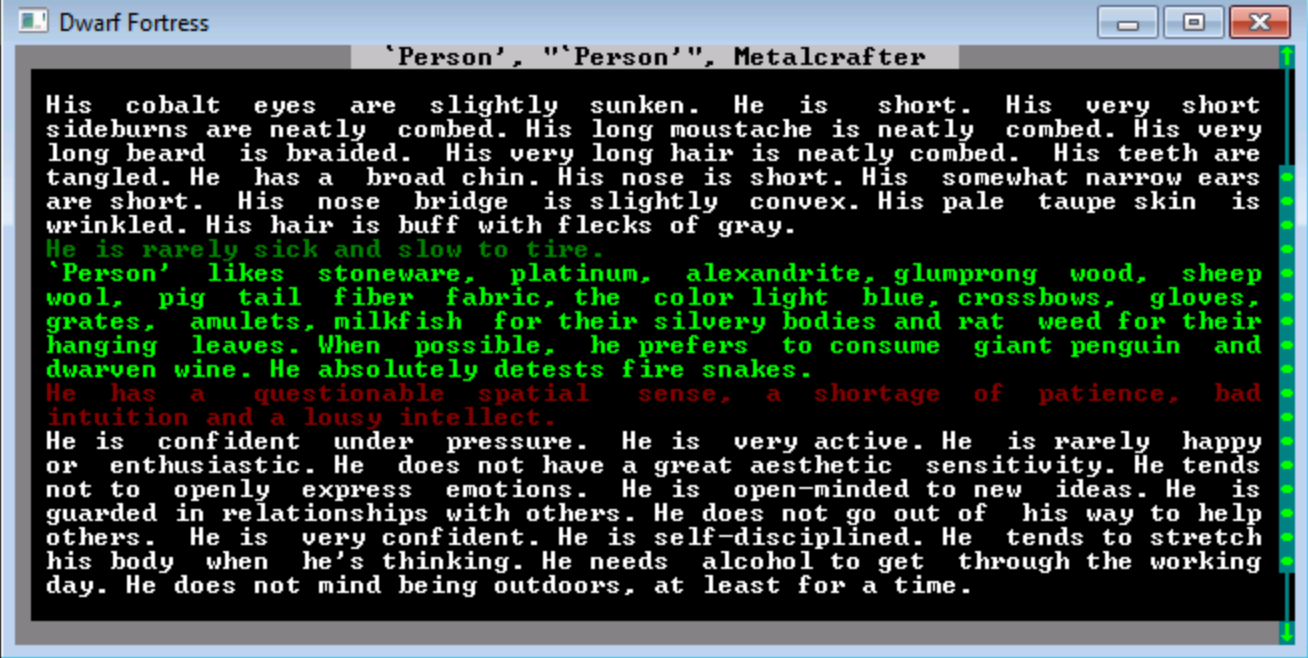 Dwarf Fortress
`Person', "`Person'", Metalcrafter
His cobalt eyes are slightly sunken. He is short. His very short
sideburns are neatly combed. His long moustache is neatly combed. His very
long beard is braided. His very long hair is neatly combed. His teeth are
tangled. He has a broad chin. His nose is short. His somewhat narrow ears
are short. His nose bridge is slightly convex. His pale taupe skin is
wrinkled. His hair is buff with flecks of gray.
He is rarely sick and slow to tire.
`Person' likes stoneware, platinum, alexandrite, glumprong wood, sheep
wool, pig tail fiber fabric, the color light blue, crossbows, gloves,
grates, amulets, milkfish for their silvery bodies and rat weed for their
hanging leaves. When possible, he prefers to consume giant penguin and
dwarven wine. He absolutely detests fire snakes.
He has a questionable spatial sense, a shortage of patience, bad
intuition and a lousy intellect.
He is confident under pressure. He is very active. He is rarely happy
or enthusiastic. He does not have a great aesthetic sensitivity. He tends
not to openly express emotions. He is open-minded to new ideas. He is
guarded in relationships with others. He does not go out of his way to help
others. He is very confident. He is self-disciplined. He tends to stretch
his body when he's thinking. He needs alcohol to get through the working
day. He does not mind being outdoors, at least for a time.